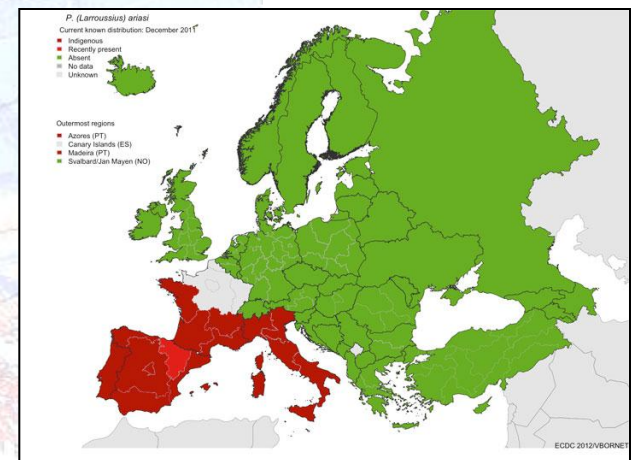 P. (Larroussius) ariasi
Current known distribution: December 2011
Indigenous
Recently present
Absent
No data
Unknown
Outermost regions
Azores (PT)
Canary Islands (ES)
Madeira (PT)
Svalbard/Jan Mayen (NO)
ECDC 2012/VBORNET